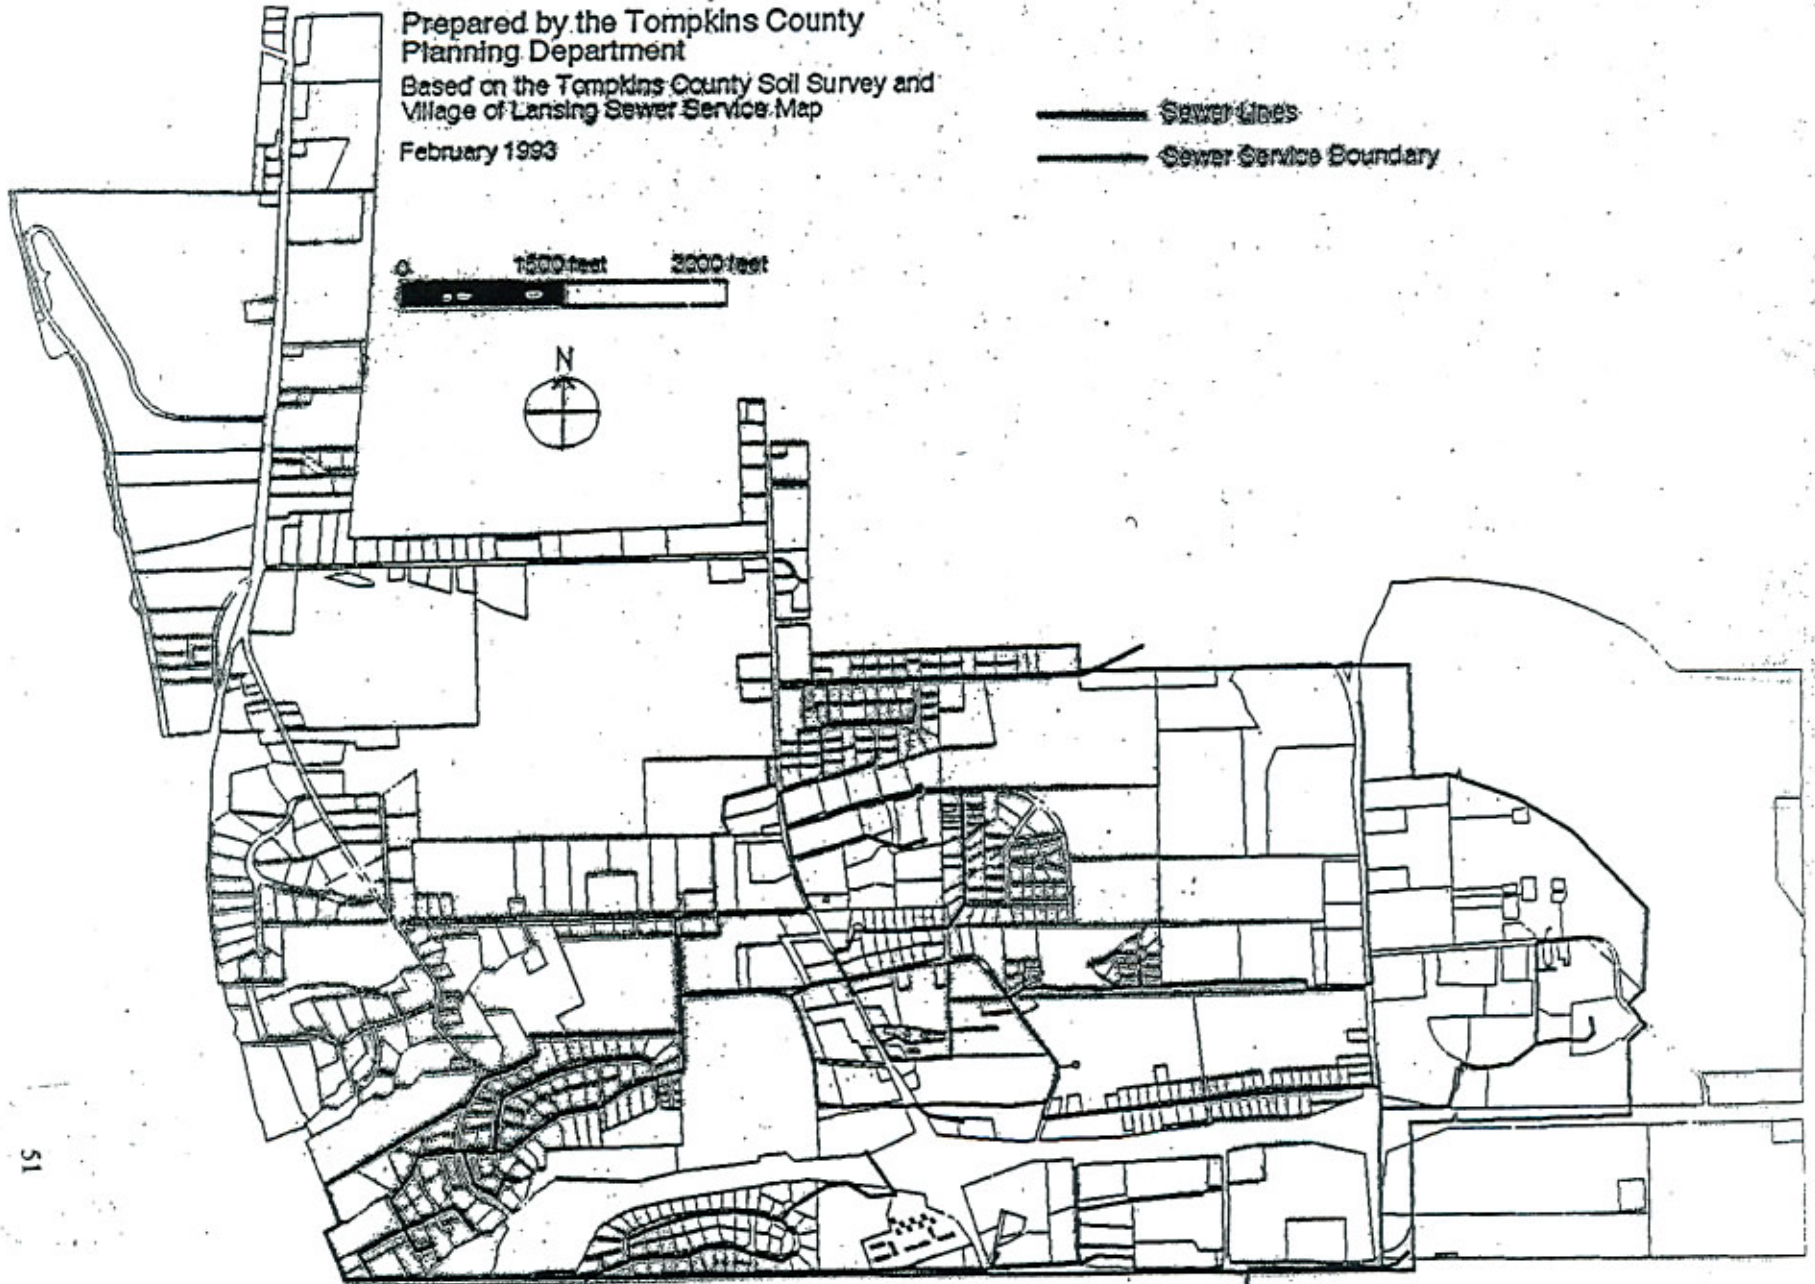 Prepared by the Tompkins County
Planning Department
Based on the Tompkins County Soil Survey and
Village of Lansing Sewer Service Map
February 1993
Sewer Lines
Sewer Service Boundary
0 1500 feet 3000 feet
N
51